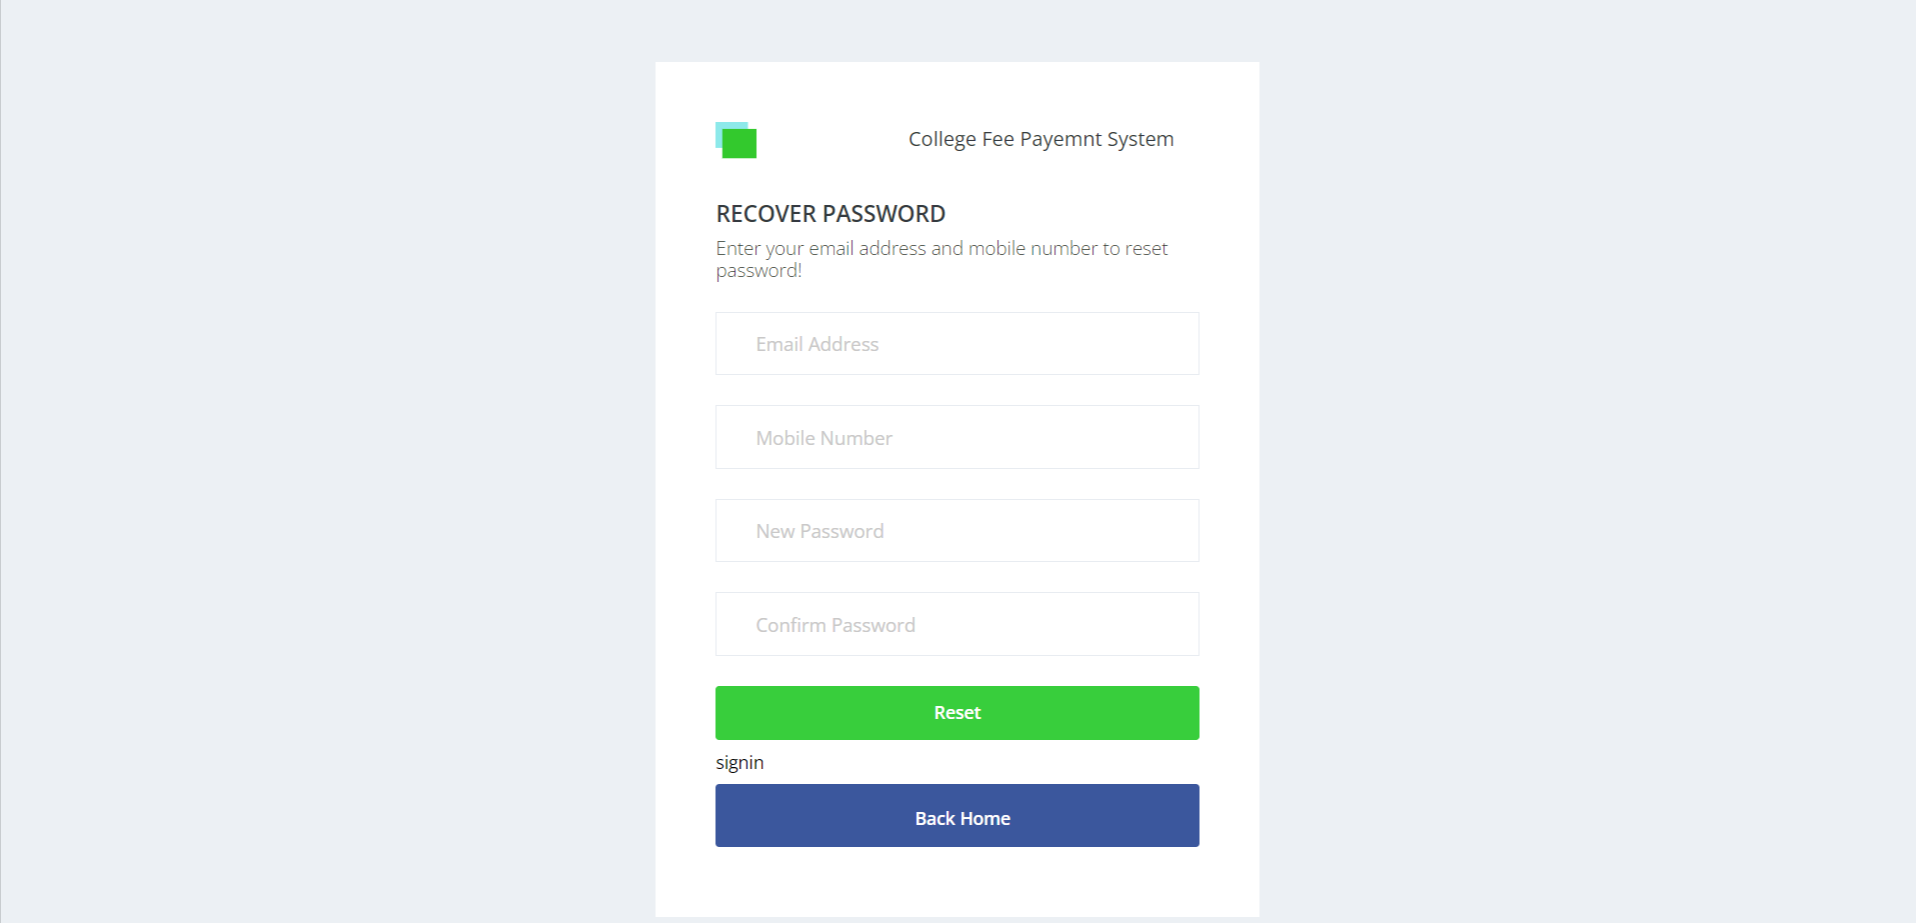 College Fee Payemnt System
RECOVER PASSWORD
Enter your email address and mobile number to reset
password!
Email Address
Mobile Number
New Password
Confirm Password
Reset
signin
Back Home